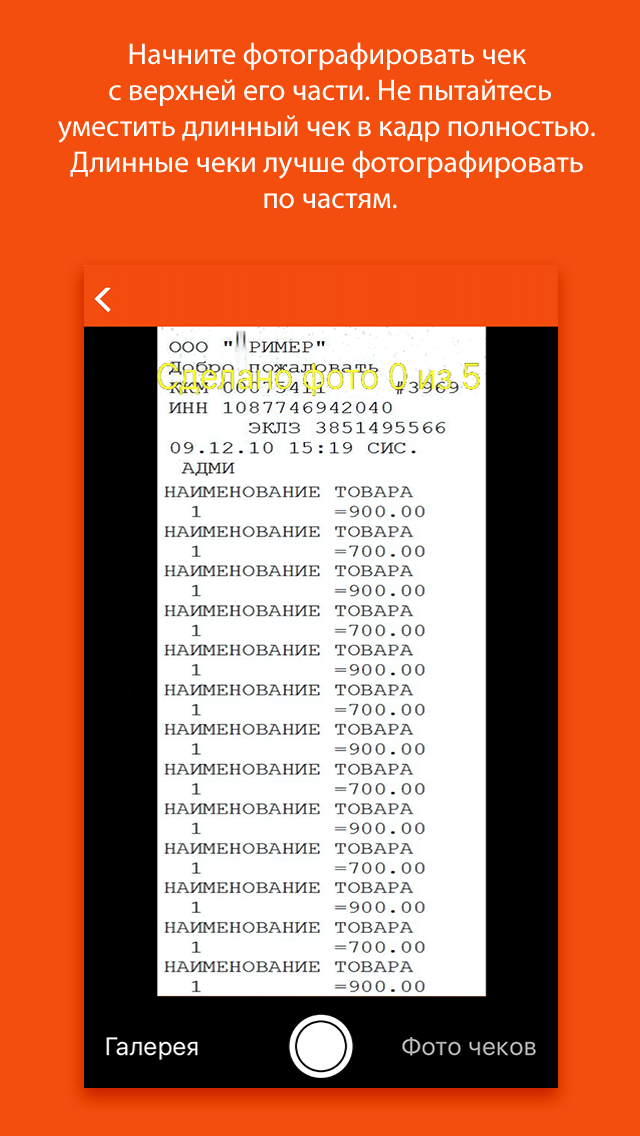 Начните фотографировать чек
с верхней его части. Не пытайтесь
уместить длинный чек в кадр полностью.
Длинные чеки лучше фотографировать
по частям.
ООО "ПРИМЕР"
Добро пожаловать
Сделано фото 0 из 5
ККМ 00075411 #3969
ИНН 1087746942040
ЭКЛЗ 3851495566
09.12.10 15:19 СИС.
АДМИ
НАИМЕНОВАНИЕ ТОВАРА
1 =900.00
НАИМЕНОВАНИЕ ТОВАРА
1 =700.00
НАИМЕНОВАНИЕ ТОВАРА
1 =900.00
НАИМЕНОВАНИЕ ТОВАРА
1 =700.00
НАИМЕНОВАНИЕ ТОВАРА
1 =900.00
НАИМЕНОВАНИЕ ТОВАРА
1 =700.00
НАИМЕНОВАНИЕ ТОВАРА
1 =900.00
НАИМЕНОВАНИЕ ТОВАРА
1 =700.00
НАИМЕНОВАНИЕ ТОВАРА
1 =900.00
НАИМЕНОВАНИЕ ТОВАРА
1 =700.00
НАИМЕНОВАНИЕ ТОВАРА
1 =900.00
НАИМЕНОВАНИЕ ТОВАРА
1 =700.00
НАИМЕНОВАНИЕ ТОВАРА
1 =900.00
Галерея
Фото чеков